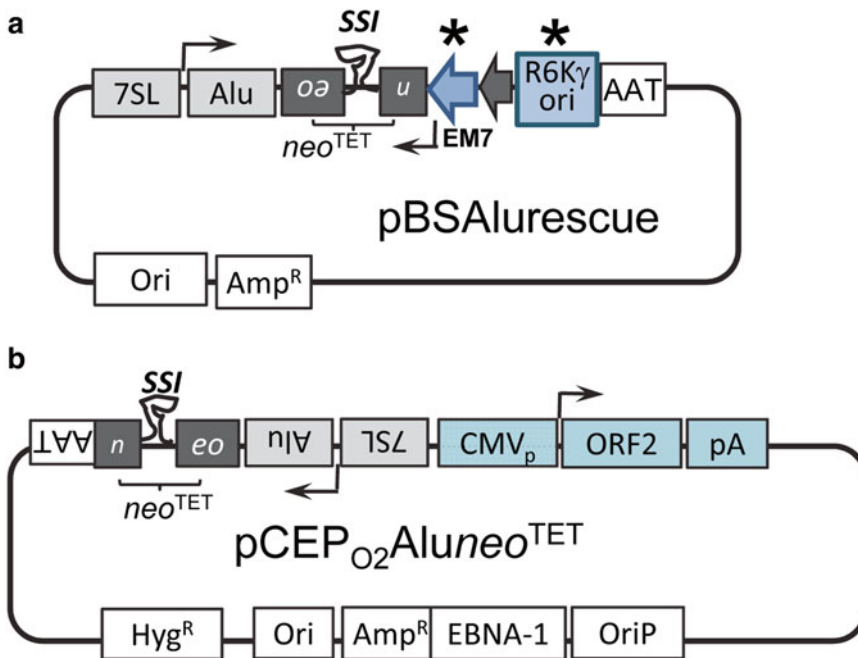 a
SSI
* *
7SL Alu eo n R6Kγ AAT
ori
EM7
neoTET
pBSAlurescue
Ori AmpR
b
SSI
AAT n eo Alu 7SL CMVp ORF2 pA
neoTET
pCEPO2AluneoTET
HygR Ori AmpR EBNA-1 OriP